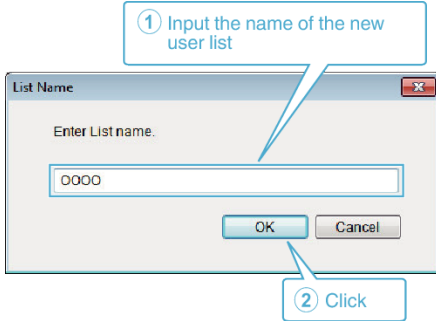 ① Input the name of the new
user list
List Name
Enter List name.
OOOO
OK Cancel
② Click